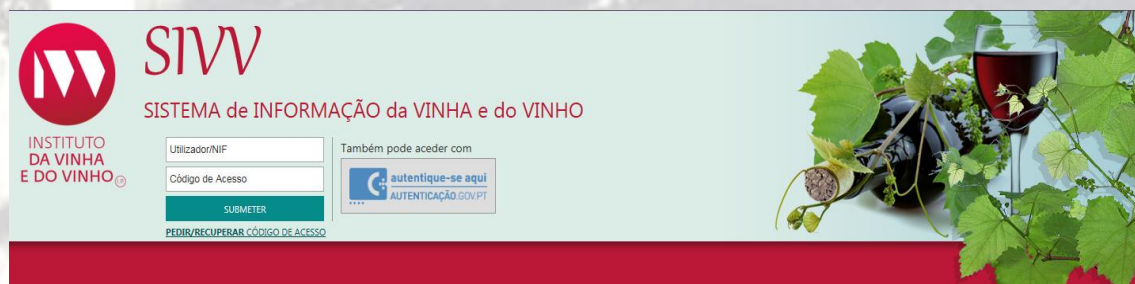 SIVV
SISTEMA de INFORMAÇÃO da VINHA e do VINHO
INSTITUTO
DA VINHA
E DO VINHO
Utilizador/NIF
Código de Acesso
SUBMETER
PEDIR/RECUPERAR CÓDIGO DE ACESSO
Também pode aceder com
autentique-se aqui
AUTENTICAÇÃO.GOV.PT